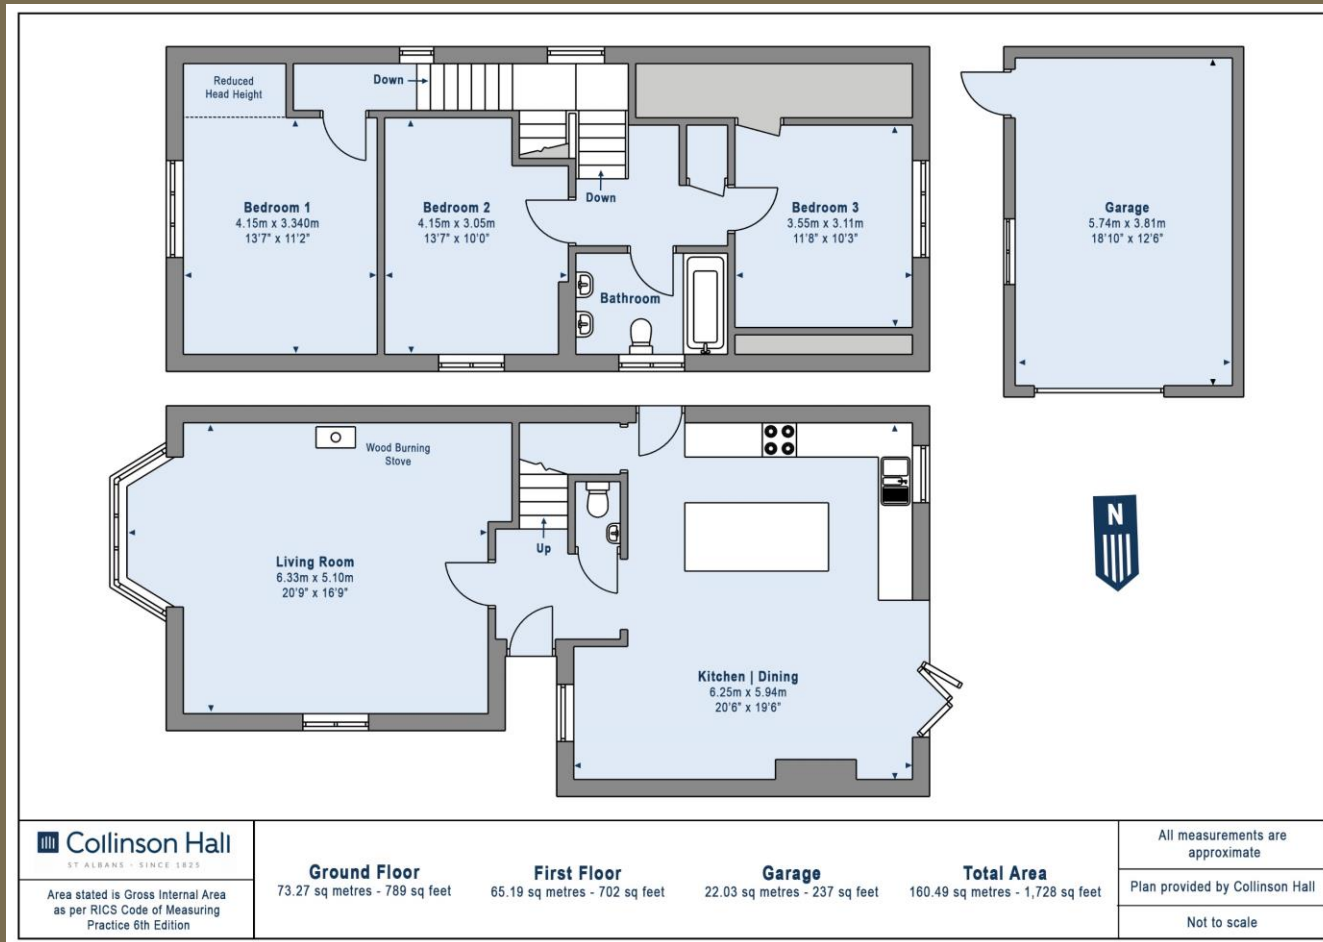 Reduced
Head Height
Down
Bedroom 1
4.15m x 3.340m
13'7" x 11'2"
Bedroom 2
4.15m x 3.05m
13'7" x 10'0"
Down
Bathroom
Bedroom 3
3.55m x 3.11m
11'8" x 10'3"
Garage
5.74m x 3.81m
18'10" x 12'6"
Wood Burning
Stove
Living Room
6.33m x 5.10m
20'9" x 16'9"
Up
Kitchen | Dining
6.25m x 5.94m
20'6" x 19'6"
N
Collinson Hall
ST ALBANS - SINCE 1825
Area stated is Gross Internal Area
as per RICS Code of Measuring
Practice 6th Edition
Ground Floor
73.27 sq metres - 789 sq feet
First Floor
65.19 sq metres - 702 sq feet
Garage
22.03 sq metres - 237 sq feet
Total Area
160.49 sq metres - 1,728 sq feet
All measurements are
approximate
Plan provided by Collinson Hall
Not to scale